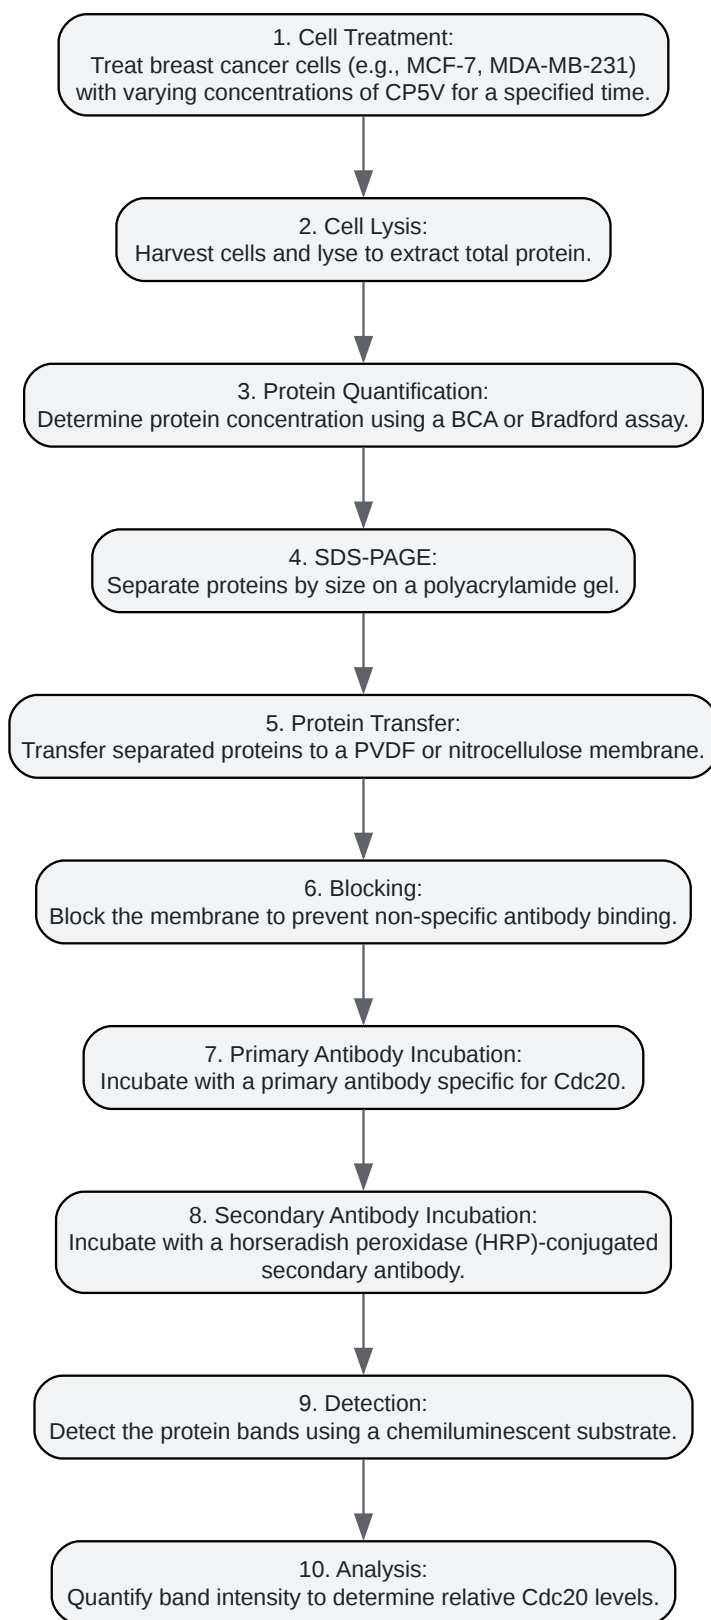 1. Cell Treatment:
Treat breast cancer cells (e.g., MCF-7, MDA-MB-231)
with varying concentrations of CP5V for a specified time.
2. Cell Lysis:
Harvest cells and lyse to extract total protein.
3. Protein Quantification:
Determine protein concentration using a BCA or Bradford assay.
4. SDS-PAGE:
Separate proteins by size on a polyacrylamide gel.
5. Protein Transfer:
Transfer separated proteins to a PVDF or nitrocellulose membrane.
6. Blocking:
Block the membrane to prevent non-specific antibody binding.
7. Primary Antibody Incubation:
Incubate with a primary antibody specific for Cdc20.
8. Secondary Antibody Incubation:
Incubate with a horseradish peroxidase (HRP)-conjugated
secondary antibody.
9. Detection:
Detect the protein bands using a chemiluminescent substrate.
10. Analysis:
Quantify band intensity to determine relative Cdc20 levels.